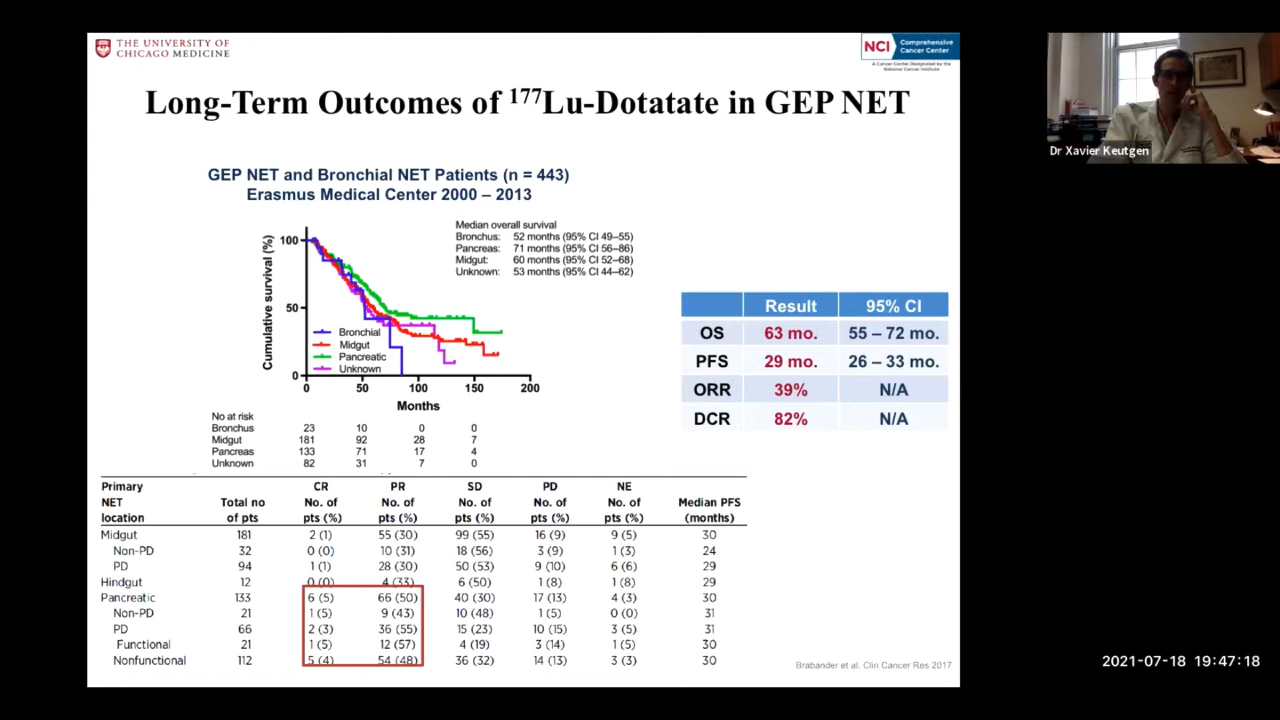 THE UNIVERSITY OF
CHICAGO MEDICINE
NCI
Comprehensive
Cancer Center
A Cancer Center Designated by the
National Cancer Institute
Long-Term Outcomes of 177Lu-Dotatate in GEP NET
GEP NET and Bronchial NET Patients (n = 443)
Erasmus Medical Center 2000 – 2013
Median overall survival
Bronchus: 52 months (95% CI 49–55)
Pancreas: 71 months (95% CI 56–86)
Midgut: 60 months (95% CI 52–68)
Unknown: 53 months (95% CI 44–62)
Cumulative survival (%)
100
50
0
Bronchial
Midgut
Pancreatic
Unknown
0 50 100 150 200
Months
No at risk
Bronchus 23 10 0 0
Midgut 181 92 28 7
Pancreas 133 71 17 4
Unknown 82 31 7 0
Result 95% CI
OS 63 mo. 55 – 72 mo.
PFS 29 mo. 26 – 33 mo.
ORR 39% N/A
DCR 82% N/A
Primary CR PR SD PD NE
NET Total no No. of No. of No. of No. of No. of Median PFS
location of pts pts (%) pts (%) pts (%) pts (%) pts (%) (months)
Midgut 181 2 (1) 55 (30) 99 (55) 16 (9) 9 (5) 30
Non-PD 32 0 (0) 10 (31) 18 (56) 3 (9) 1 (3) 24
PD 94 1 (1) 28 (30) 50 (53) 9 (10) 6 (6) 29
Hindgut 12 0 (0) 4 (33) 6 (50) 1 (8) 1 (8) 29
Pancreatic 133 6 (5) 66 (50) 40 (30) 17 (13) 4 (3) 30
Non-PD 21 1 (5) 9 (43) 10 (48) 1 (5) 0 (0) 31
PD 66 2 (3) 36 (55) 15 (23) 10 (15) 3 (5) 31
Functional 21 1 (5) 12 (57) 4 (19) 3 (14) 1 (5) 30
Nonfunctional 112 5 (4) 54 (48) 36 (32) 14 (13) 3 (3) 30
Brabander et al. Clin Cancer Res 2017
Dr Xavier Keutgen
2021-07-18 19:47:18